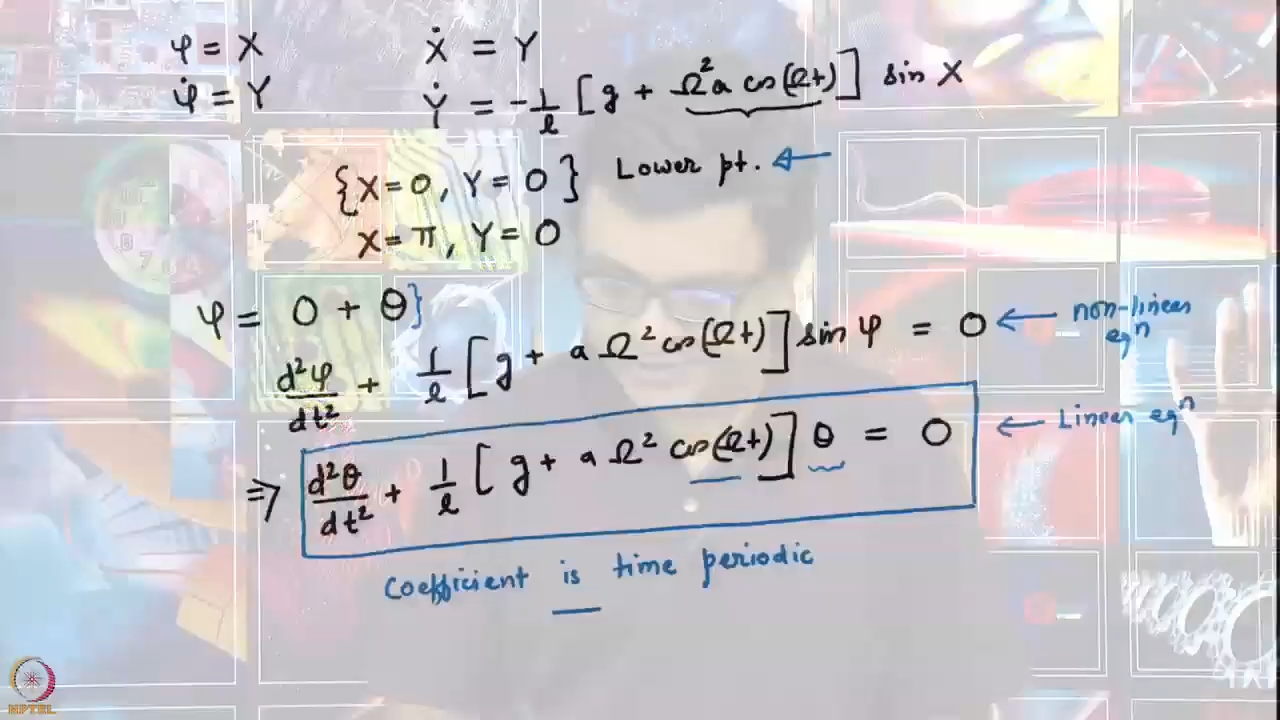 φ = X    Ẋ = Y
φ̇ = Y    Ẏ = -1/l [g + Ω²a cos(Ωt)] sin X
{X=0, Y=0} Lower pt. ←
X=π, Y=0
φ = 0 + θ}
d²φ/dt² + 1/l [g + aΩ² cos(Ωt)] sin φ = 0 ← non-linear eqⁿ
⇒ d²θ/dt² + 1/l [g + aΩ² cos(Ωt)] θ = 0 ← Linear eqⁿ
Coefficient is time periodic
NPTEL